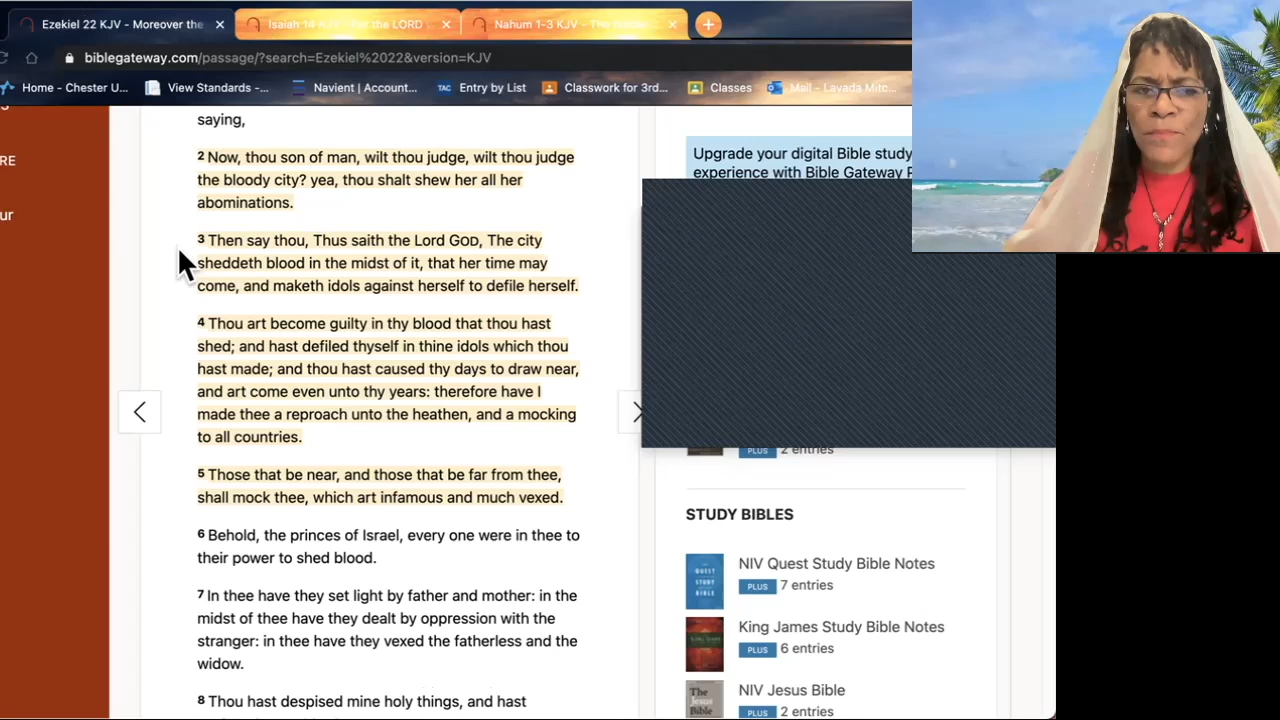 Ezekiel 22 KJV - Moreover the
Isaiah 14 KJV - For the LORD
Nahum 1-3 KJV - The burde
biblegateway.com/passage/?search=Ezekiel%2022&version=KJV
Home - Chester U...
View Standards -...
Navient | Account...
TAC Entry by List
Classwork for 3rd...
Classes
Mail - Lavada Mitc...
RE
ur
saying,
2 Now, thou son of man, wilt thou judge, wilt thou judge
the bloody city? yea, thou shalt shew her all her
abominations.
3 Then say thou, Thus saith the Lord GOD, The city
sheddeth blood in the midst of it, that her time may
come, and maketh idols against herself to defile herself.
4 Thou art become guilty in thy blood that thou hast
shed; and hast defiled thyself in thine idols which thou
hast made; and thou hast caused thy days to draw near,
and art come even unto thy years: therefore have I
made thee a reproach unto the heathen, and a mocking
to all countries.
5 Those that be near, and those that be far from thee,
shall mock thee, which art infamous and much vexed.
6 Behold, the princes of Israel, every one were in thee to
their power to shed blood.
7 In thee have they set light by father and mother: in the
midst of thee have they dealt by oppression with the
stranger: in thee have they vexed the fatherless and the
widow.
8 Thou hast despised mine holy things, and hast
Upgrade your digital Bible study
experience with Bible Gateway
PLUS 2 entries
STUDY BIBLES
QUEST STUDY BIBLE
NIV Quest Study Bible Notes
PLUS 7 entries
King James Study Bible Notes
PLUS 6 entries
The Jesus Bible
NIV Jesus Bible
PLUS 2 entries